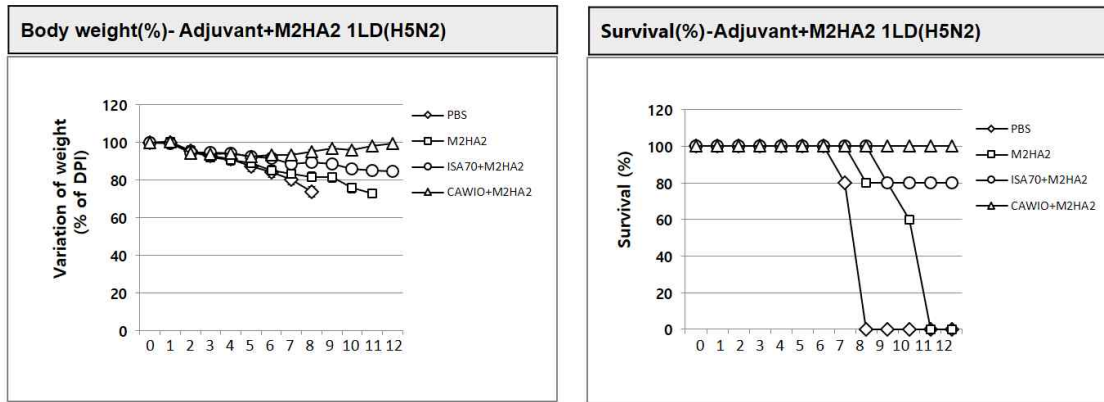 Body weight(%)- Adjuvant+M2HA2 1LD(H5N2)
Variation of weight
(% of DPI)
120
100
80
60
40
20
0
0 1 2 3 4 5 6 7 8 9 10 11 12
PBS
M2HA2
ISA70+M2HA2
CAWIO+M2HA2
Survival(%)-Adjuvant+M2HA2 1LD(H5N2)
Survival (%)
120
100
80
60
40
20
0
0 1 2 3 4 5 6 7 8 9 10 11 12
PBS
M2HA2
ISA70+M2HA2
CAWIO+M2HA2